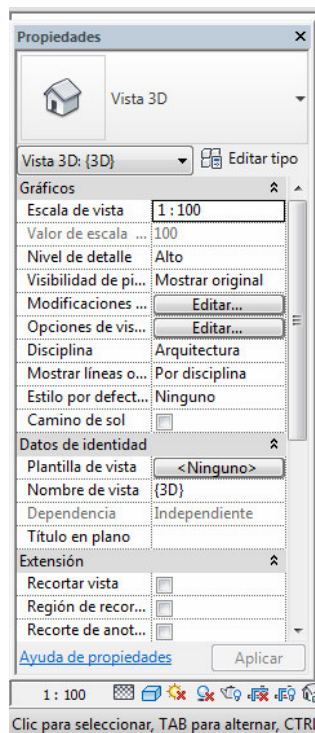 Propiedades
Vista 3D
Vista 3D: {3D} Editar tipo
Gráficos
Escala de vista 1 : 100
Valor de escala ... 100
Nivel de detalle Alto
Visibilidad de pi... Mostrar original
Modificaciones ... Editar...
Opciones de vis... Editar...
Disciplina Arquitectura
Mostrar líneas o... Por disciplina
Estilo por defect... Ninguno
Camino de sol
Datos de identidad
Plantilla de vista <Ninguno>
Nombre de vista {3D}
Dependencia Independiente
Título en plano
Extensión
Recortar vista
Región de recor...
Recorte de anot...
Ayuda de propiedades Aplicar
1 : 100
Clic para seleccionar, TAB para alternar, CTRL